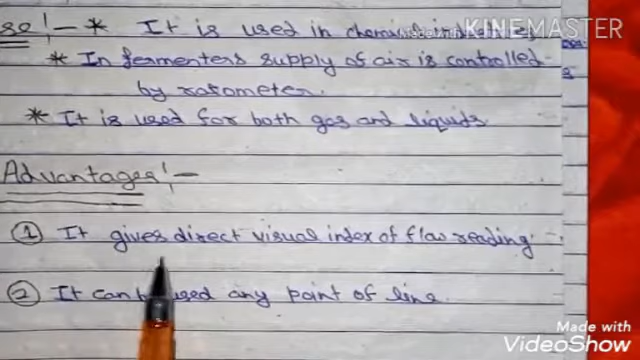 se:- * It is used in chemical industries
* In fermenters supply of air is controlled
by rotometer.
* It is used for both gas and liquids
Advantages:-
① It gives direct visual index of flow reading.
② It can be used any point of line.
KINEMASTER
Made with
VideoShow